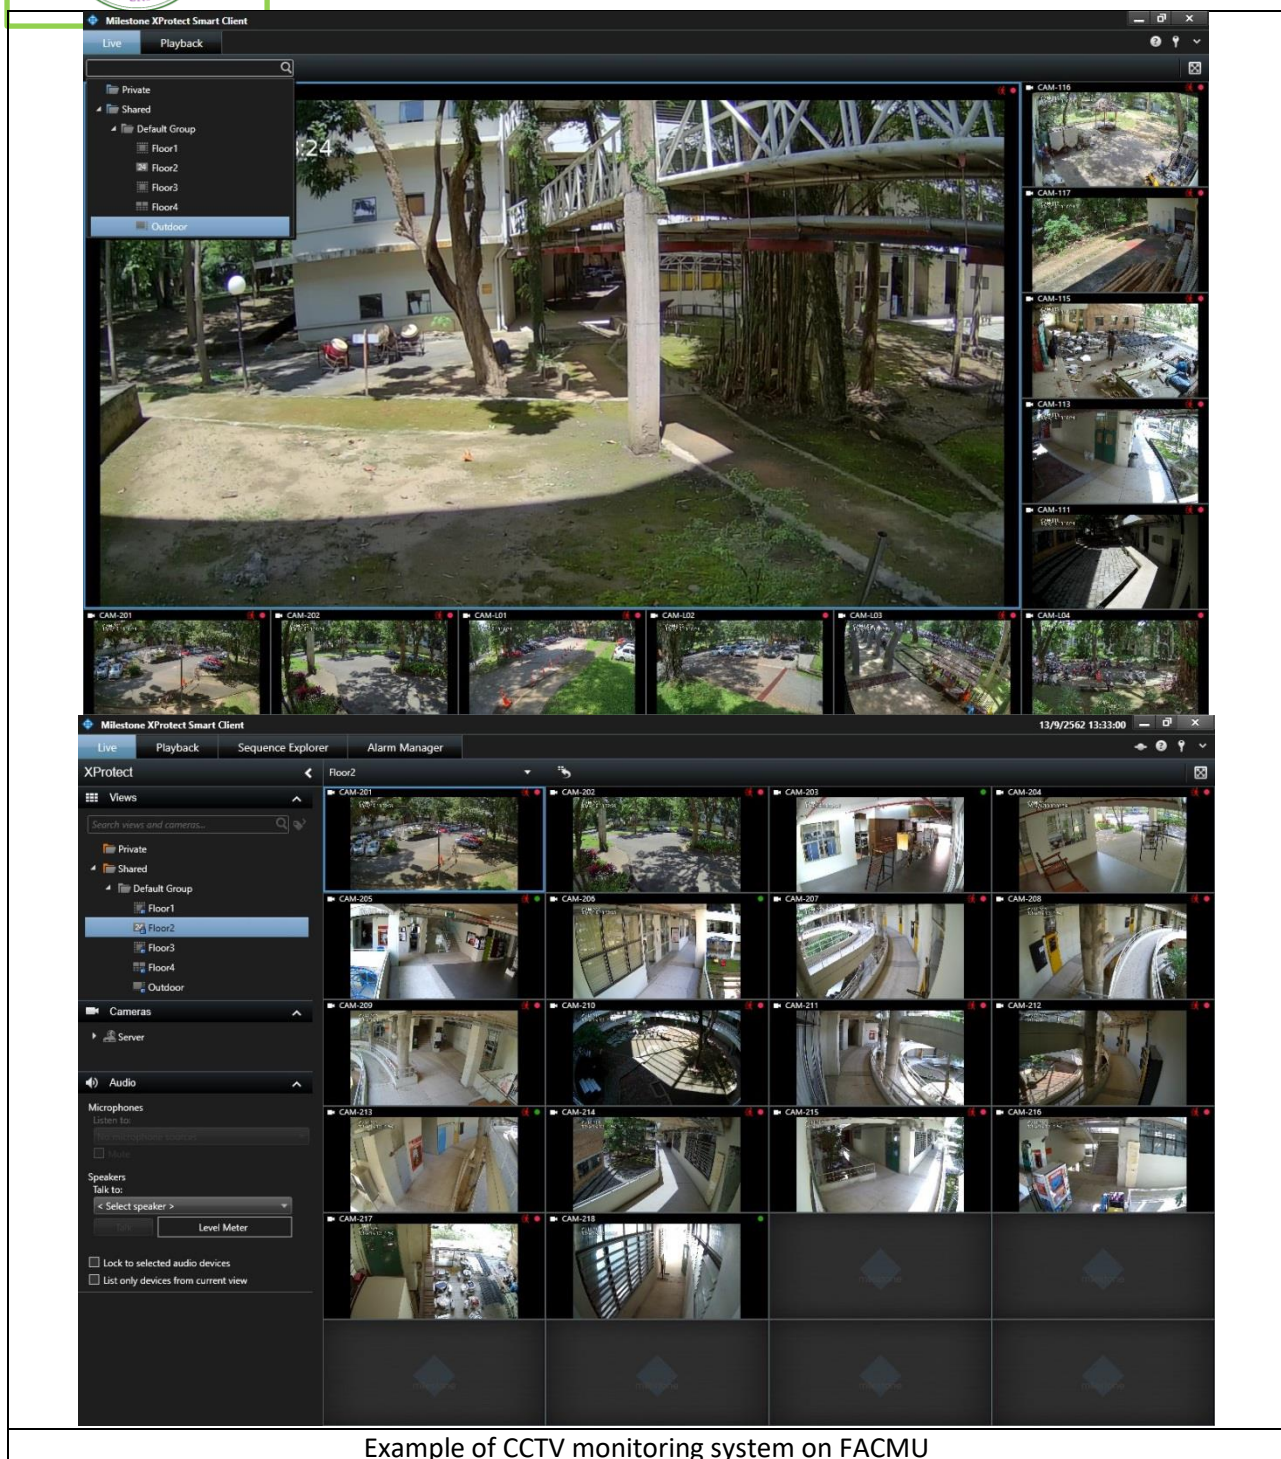 Milestone XProtect Smart Client
Live Playback
Private
Shared
Default Group
Floor1
Floor2
Floor3
Floor4
Outdoor
:24
CAM-116
CAM-117
CAM-115
CAM-113
CAM-111
CAM-201 CAM-202 CAM-L01 CAM-L02 CAM-L03 CAM-L04
Milestone XProtect Smart Client 13/9/2562 13:33:00
Live Playback Sequence Explorer Alarm Manager
XProtect Floor2
Views
Search views and cameras...
Private
Shared
Default Group
Floor1
Floor2
Floor3
Floor4
Outdoor
Cameras
Server
Audio
Microphones
Listen to:
No microphone sources
Mute
Speakers
Talk to:
< Select speaker >
Talk Level Meter
Lock to selected audio devices
List only devices from current view
CAM-201 CAM-202 CAM-203 CAM-204
CAM-205 CAM-206 CAM-207 CAM-208
CAM-209 CAM-210 CAM-211 CAM-212
CAM-213 CAM-214 CAM-215 CAM-216
CAM-217 CAM-218
Example of CCTV monitoring system on FACMU